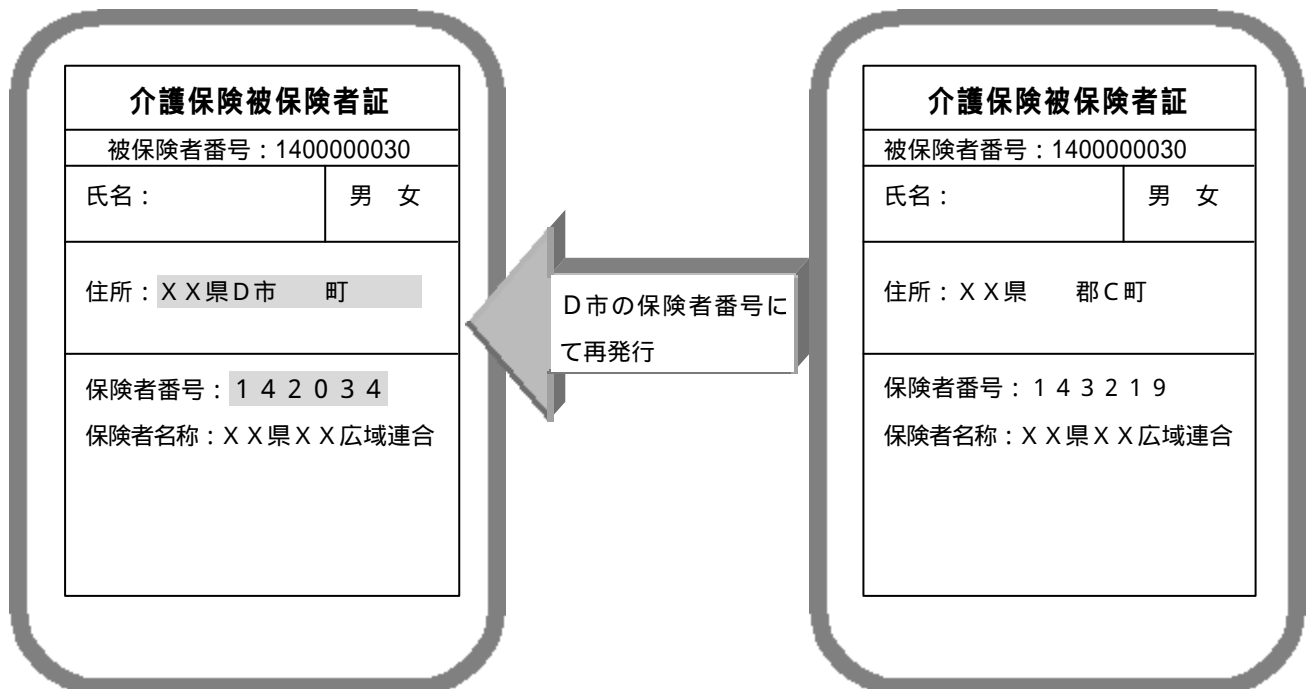 介護保険被保険者証
被保険者番号：1400000030
氏名：
男　女
住所：ＸＸ県Ｄ市　　町
保険者番号：１４２０３４
保険者名称：ＸＸ県ＸＸ広域連合
Ｄ市の保険者番号に
て再発行
介護保険被保険者証
被保険者番号：1400000030
氏名：
男　女
住所：ＸＸ県　　郡Ｃ町
保険者番号：１４３２１９
保険者名称：ＸＸ県ＸＸ広域連合